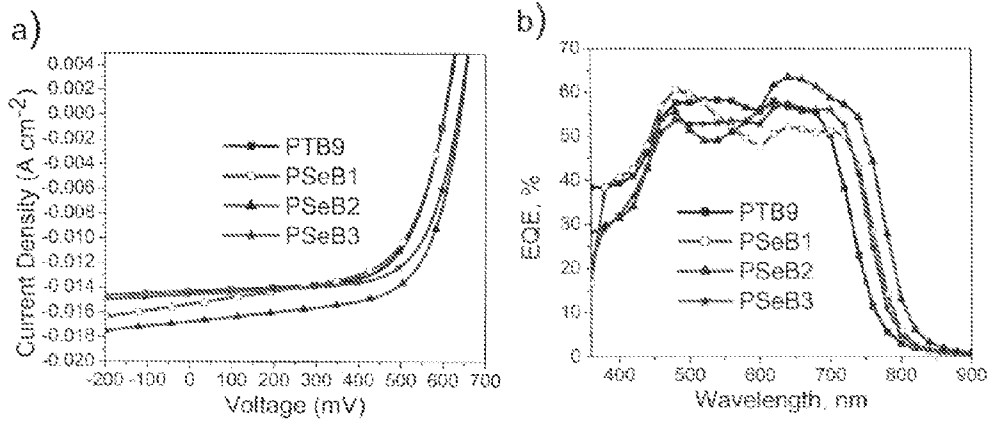 a)
0.004
0.002
0.000
-0.002
-0.004
-0.006
-0.008
-0.010
-0.012
-0.014
-0.016
-0.018
-0.020
Current Density (A cm-2)
PTB9
PSeB1
PSeB2
PSeB3
-200 -100 0 100 200 300 400 500 600 700
Voltage (mV)
b)
70
60
50
40
30
20
10
0
EQE, %
PTB9
PSeB1
PSeB2
PSeB3
400 500 600 700 800 900
Wavelength, nm